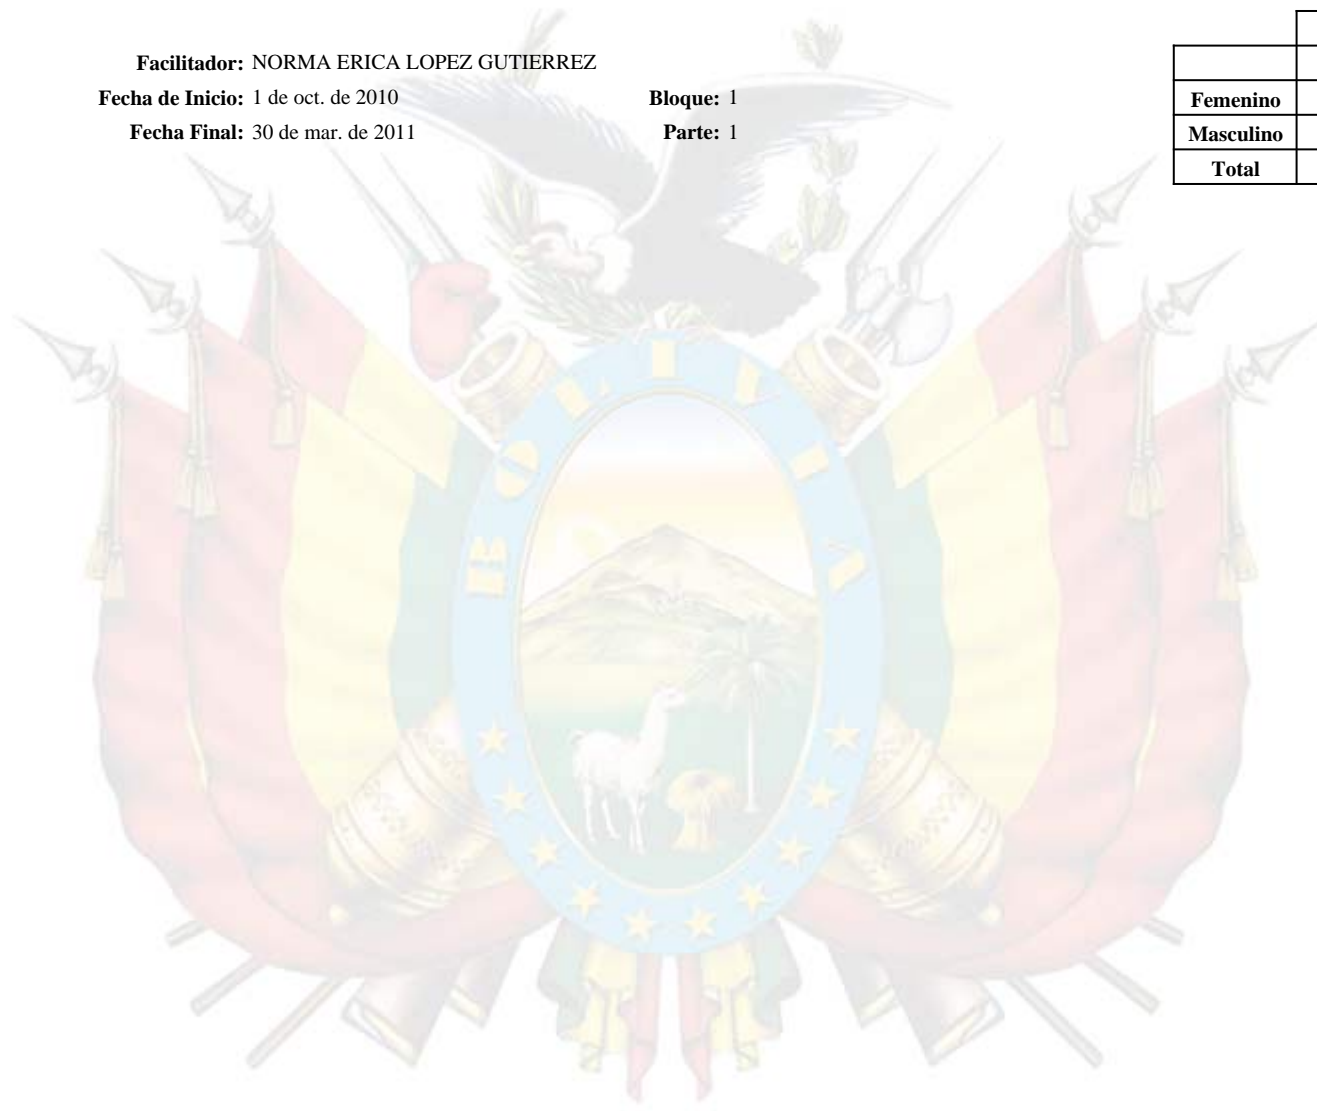 Facilitador: NORMA ERICA LOPEZ GUTIERREZ
Fecha de Inicio: 1 de oct. de 2010 Bloque: 1
Fecha Final: 30 de mar. de 2011 Parte: 1
Femenino
Masculino
Total
BOLIVIA